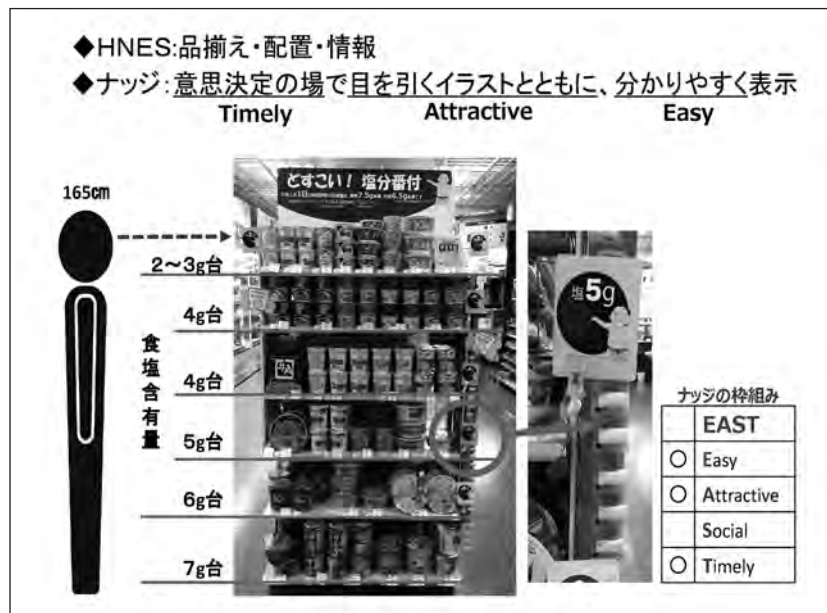 ◆HNES:品揃え・配置・情報
◆ナッジ:意思決定の場で目を引くイラストとともに、分かりやすく表示
Timely Attractive Easy
165cm
どすこい! 塩分番付
2~3g台
4g台
4g台
5g台
6g台
7g台
食塩含有量
塩5g
ナッジの枠組み
EAST
○ Easy
○ Attractive
Social
○ Timely